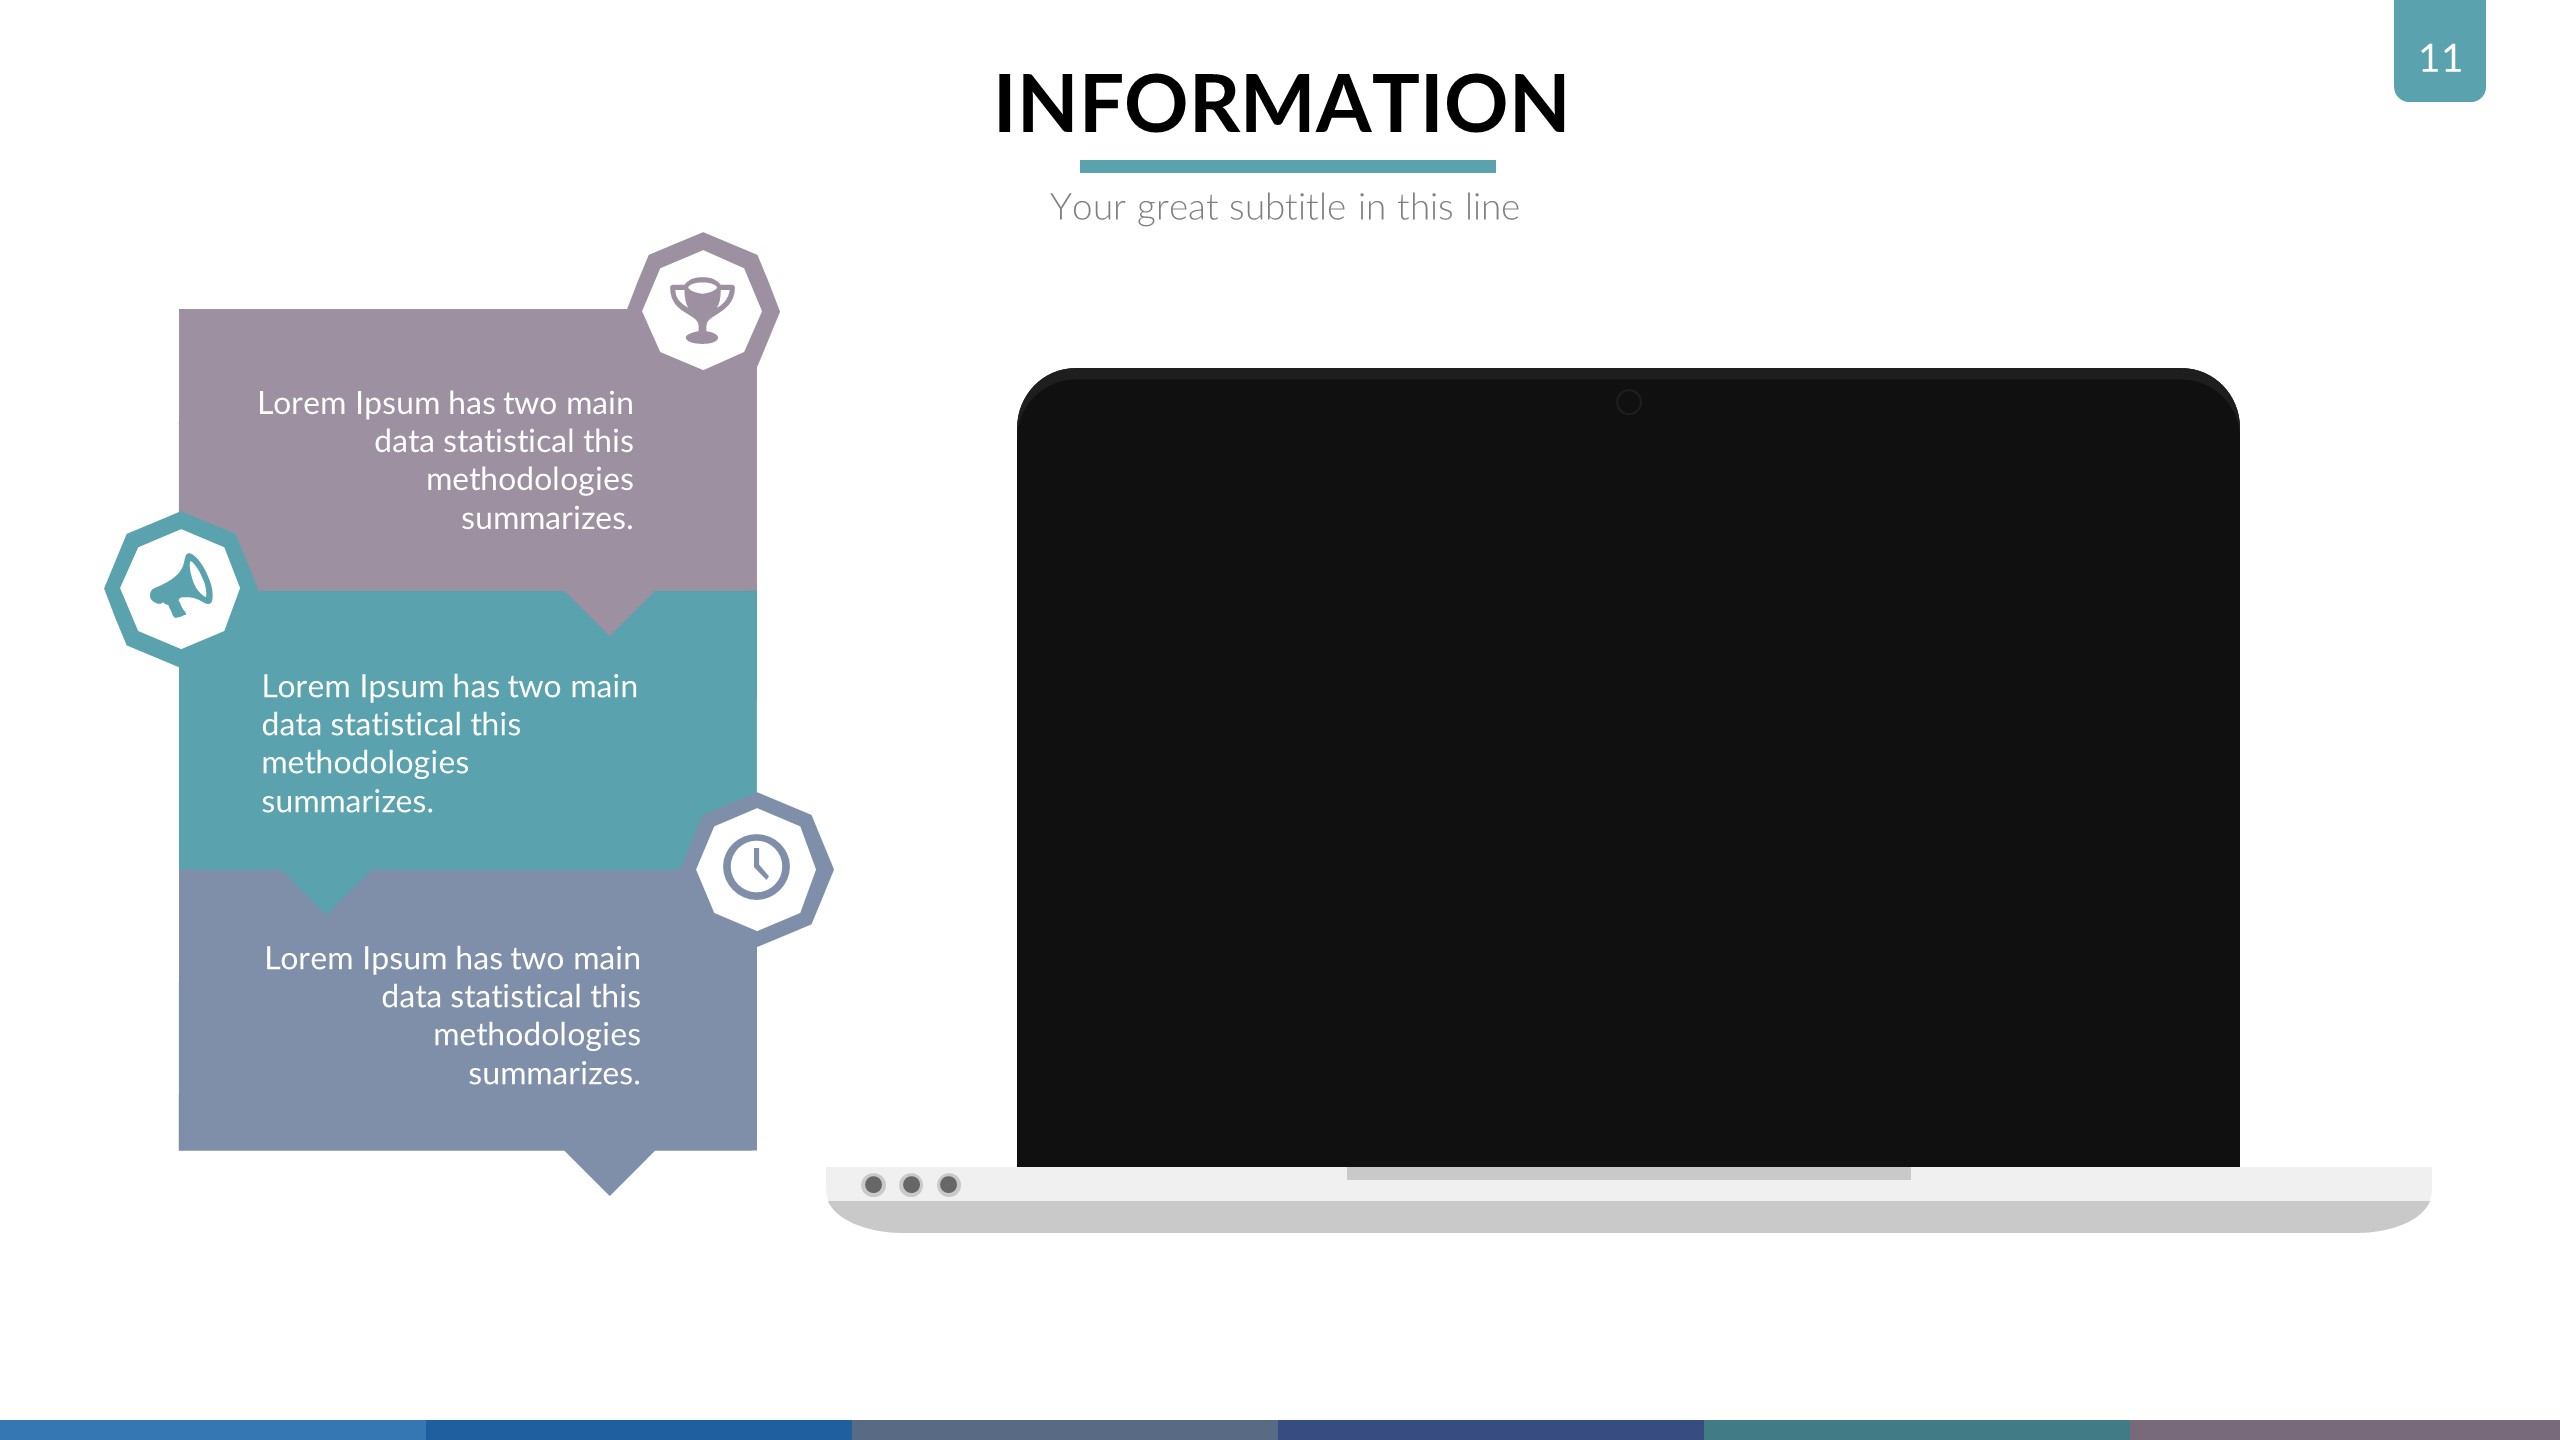 INFORMATION
11
Your great subtitle in this line
Lorem Ipsum has two main
data statistical this
methodologies
summarizes.
Lorem Ipsum has two main
data statistical this
methodologies
summarizes.
Lorem Ipsum has two main
data statistical this
methodologies
summarizes.